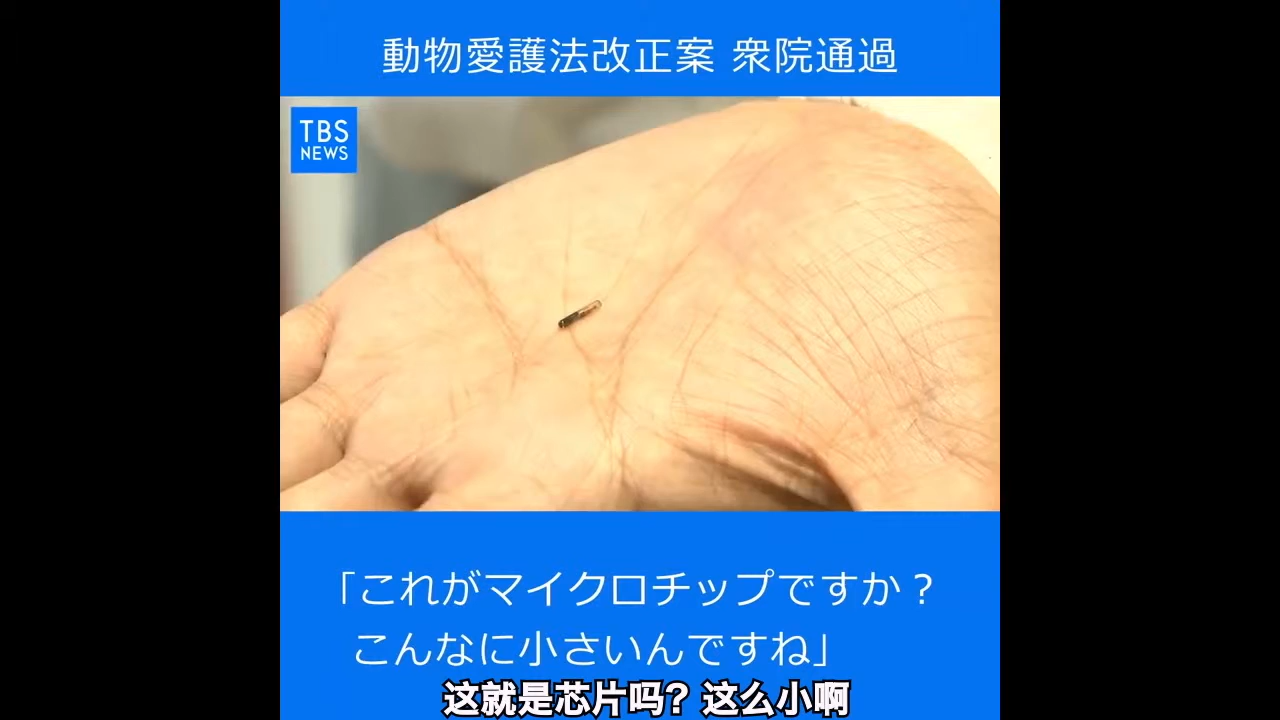 動物愛護法改正案 衆院通過
TBS
NEWS
「これがマイクロチップですか？
こんなに小さいんですね」
这就是芯片吗？这么小啊